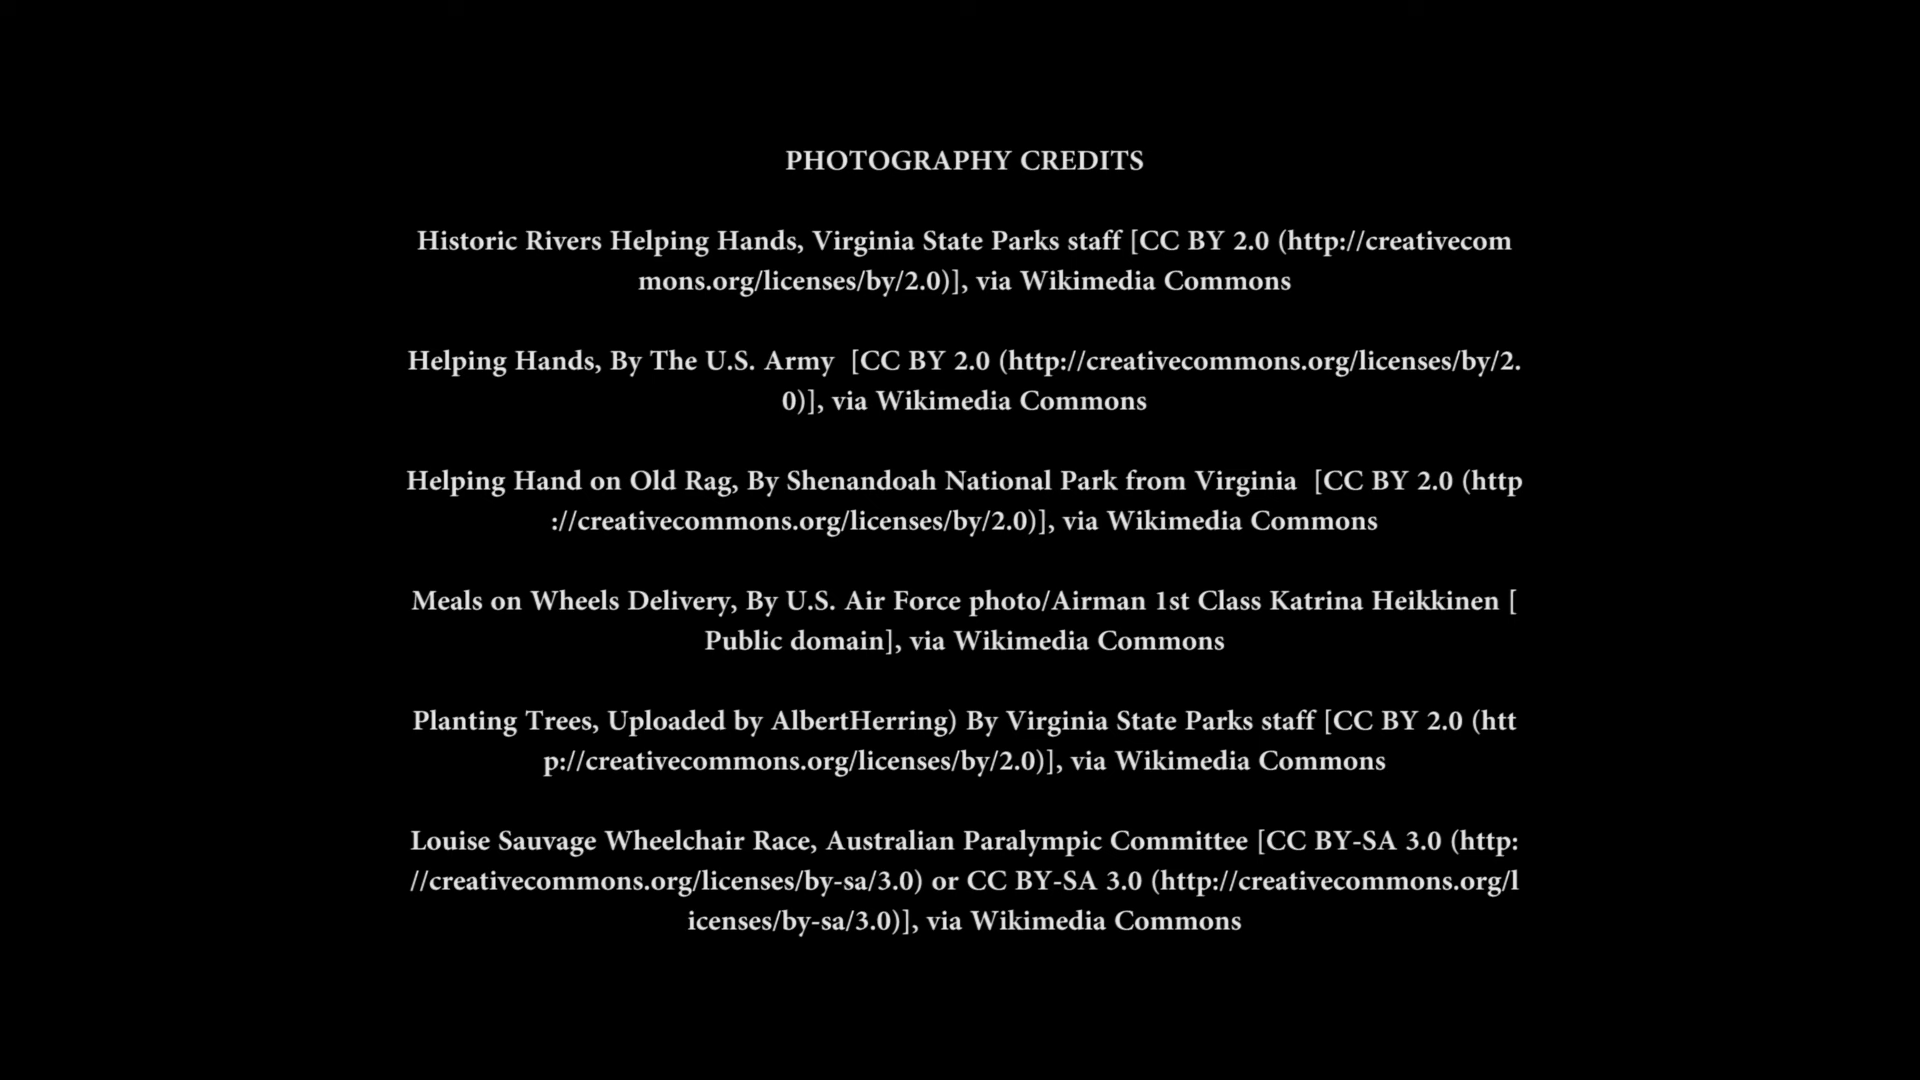 PHOTOGRAPHY CREDITS
Historic Rivers Helping Hands, Virginia State Parks staff [CC BY 2.0 (http://creativecom
mons.org/licenses/by/2.0)], via Wikimedia Commons
Helping Hands, By The U.S. Army  [CC BY 2.0 (http://creativecommons.org/licenses/by/2.
0)], via Wikimedia Commons
Helping Hand on Old Rag, By Shenandoah National Park from Virginia  [CC BY 2.0 (http
://creativecommons.org/licenses/by/2.0)], via Wikimedia Commons
Meals on Wheels Delivery, By U.S. Air Force photo/Airman 1st Class Katrina Heikkinen [
Public domain], via Wikimedia Commons
Planting Trees, Uploaded by AlbertHerring) By Virginia State Parks staff [CC BY 2.0 (htt
p://creativecommons.org/licenses/by/2.0)], via Wikimedia Commons
Louise Sauvage Wheelchair Race, Australian Paralympic Committee [CC BY-SA 3.0 (http:
//creativecommons.org/licenses/by-sa/3.0) or CC BY-SA 3.0 (http://creativecommons.org/l
icenses/by-sa/3.0)], via Wikimedia Commons